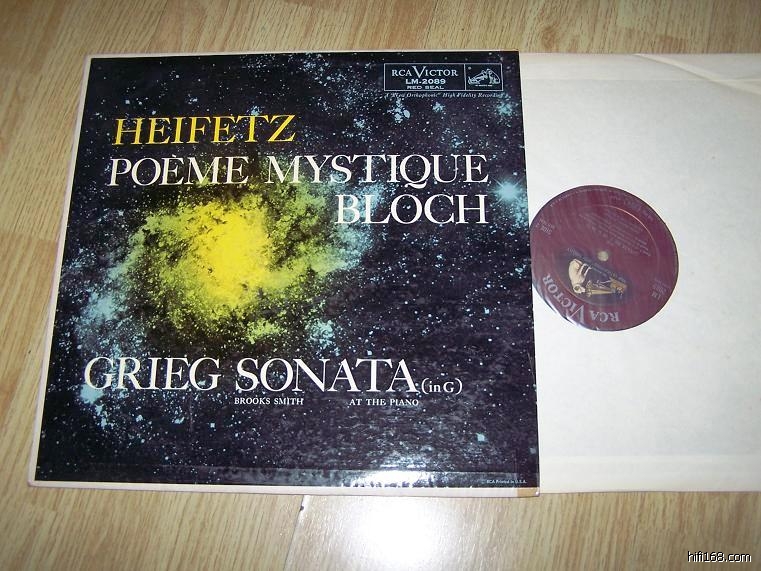 RCA VICTOR
LM-2089
RED SEAL
A "New Orthophonic" High Fidelity Recording
HEIFETZ
POÈME MYSTIQUE
BLOCH
GRIEG SONATA (in G)
BROOKS SMITH AT THE PIANO
RCA Printed in U.S.A.
RCA VICTOR
hifi168.com